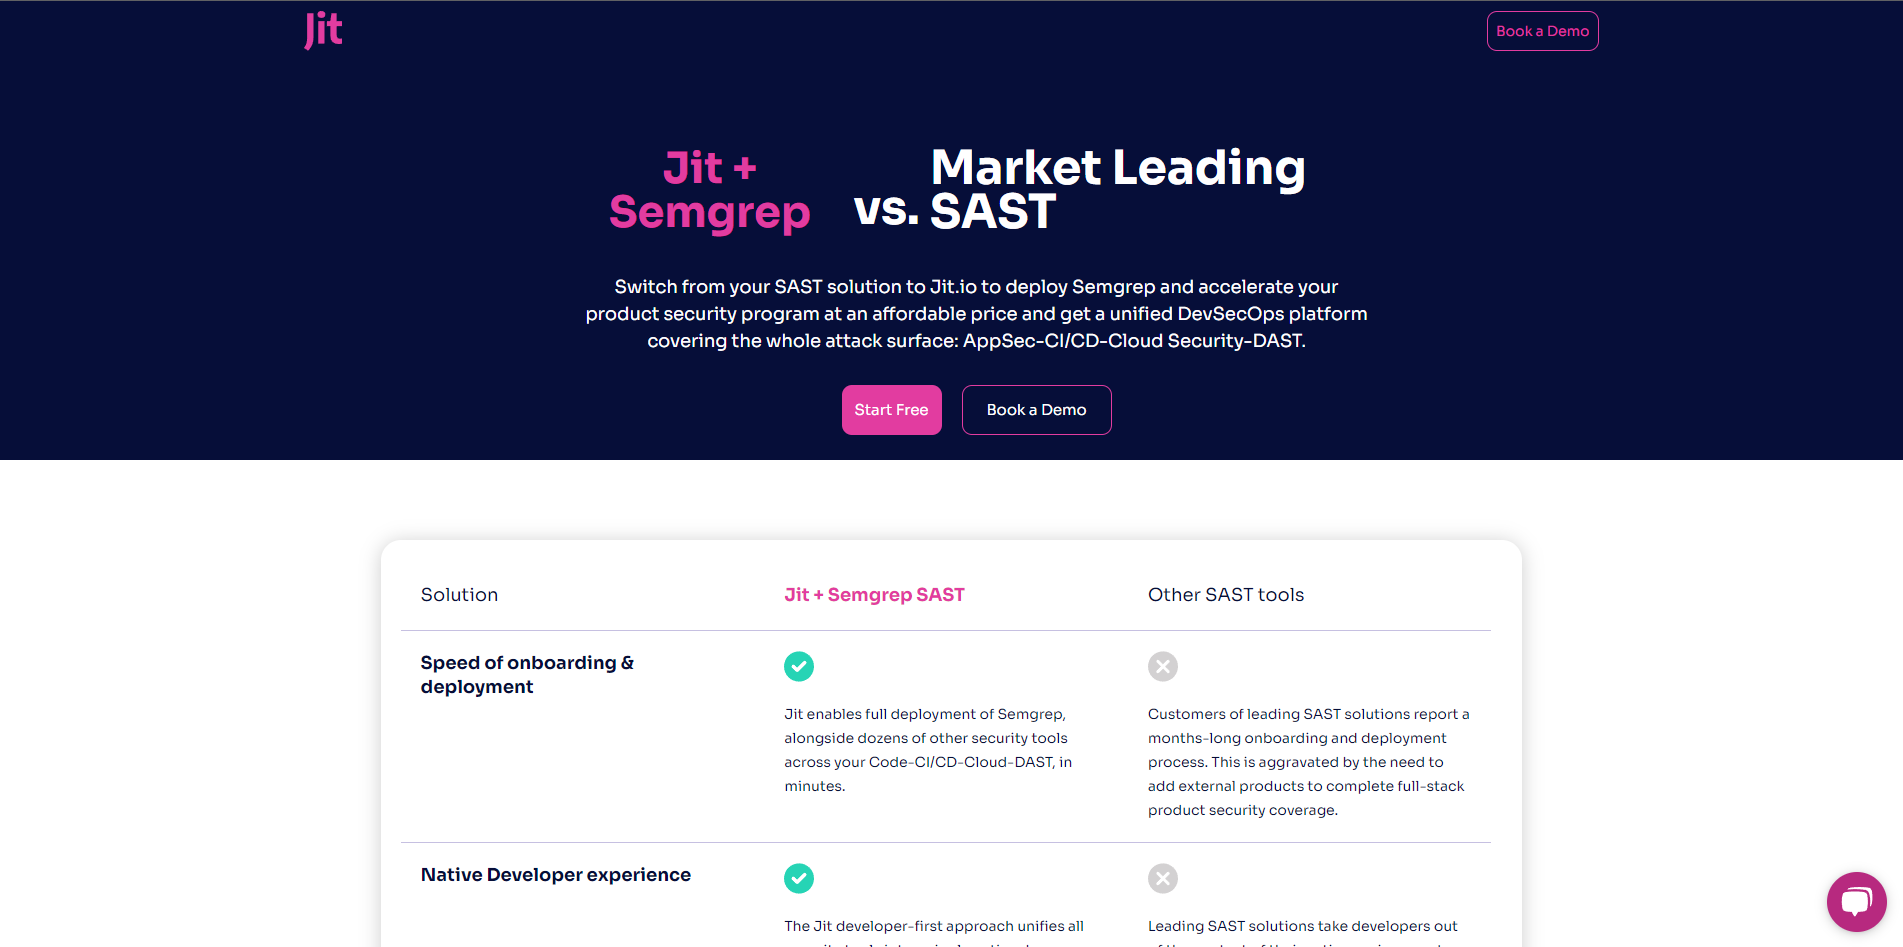 Jit
Book a Demo
Jit +
Semgrep
vs.
Market Leading
SAST
Switch from your SAST solution to Jit.io to deploy Semgrep and accelerate your
product security program at an affordable price and get a unified DevSecOps platform
covering the whole attack surface: AppSec-CI/CD-Cloud Security-DAST.
Start Free
Book a Demo
Solution
Jit + Semgrep SAST
Other SAST tools
Speed of onboarding &
deployment
Jit enables full deployment of Semgrep,
alongside dozens of other security tools
across your Code-CI/CD-Cloud-DAST, in
minutes.
Customers of leading SAST solutions report a
months-long onboarding and deployment
process. This is aggravated by the need to
add external products to complete full-stack
product security coverage.
Native Developer experience
The Jit developer-first approach unifies all
Leading SAST solutions take developers out